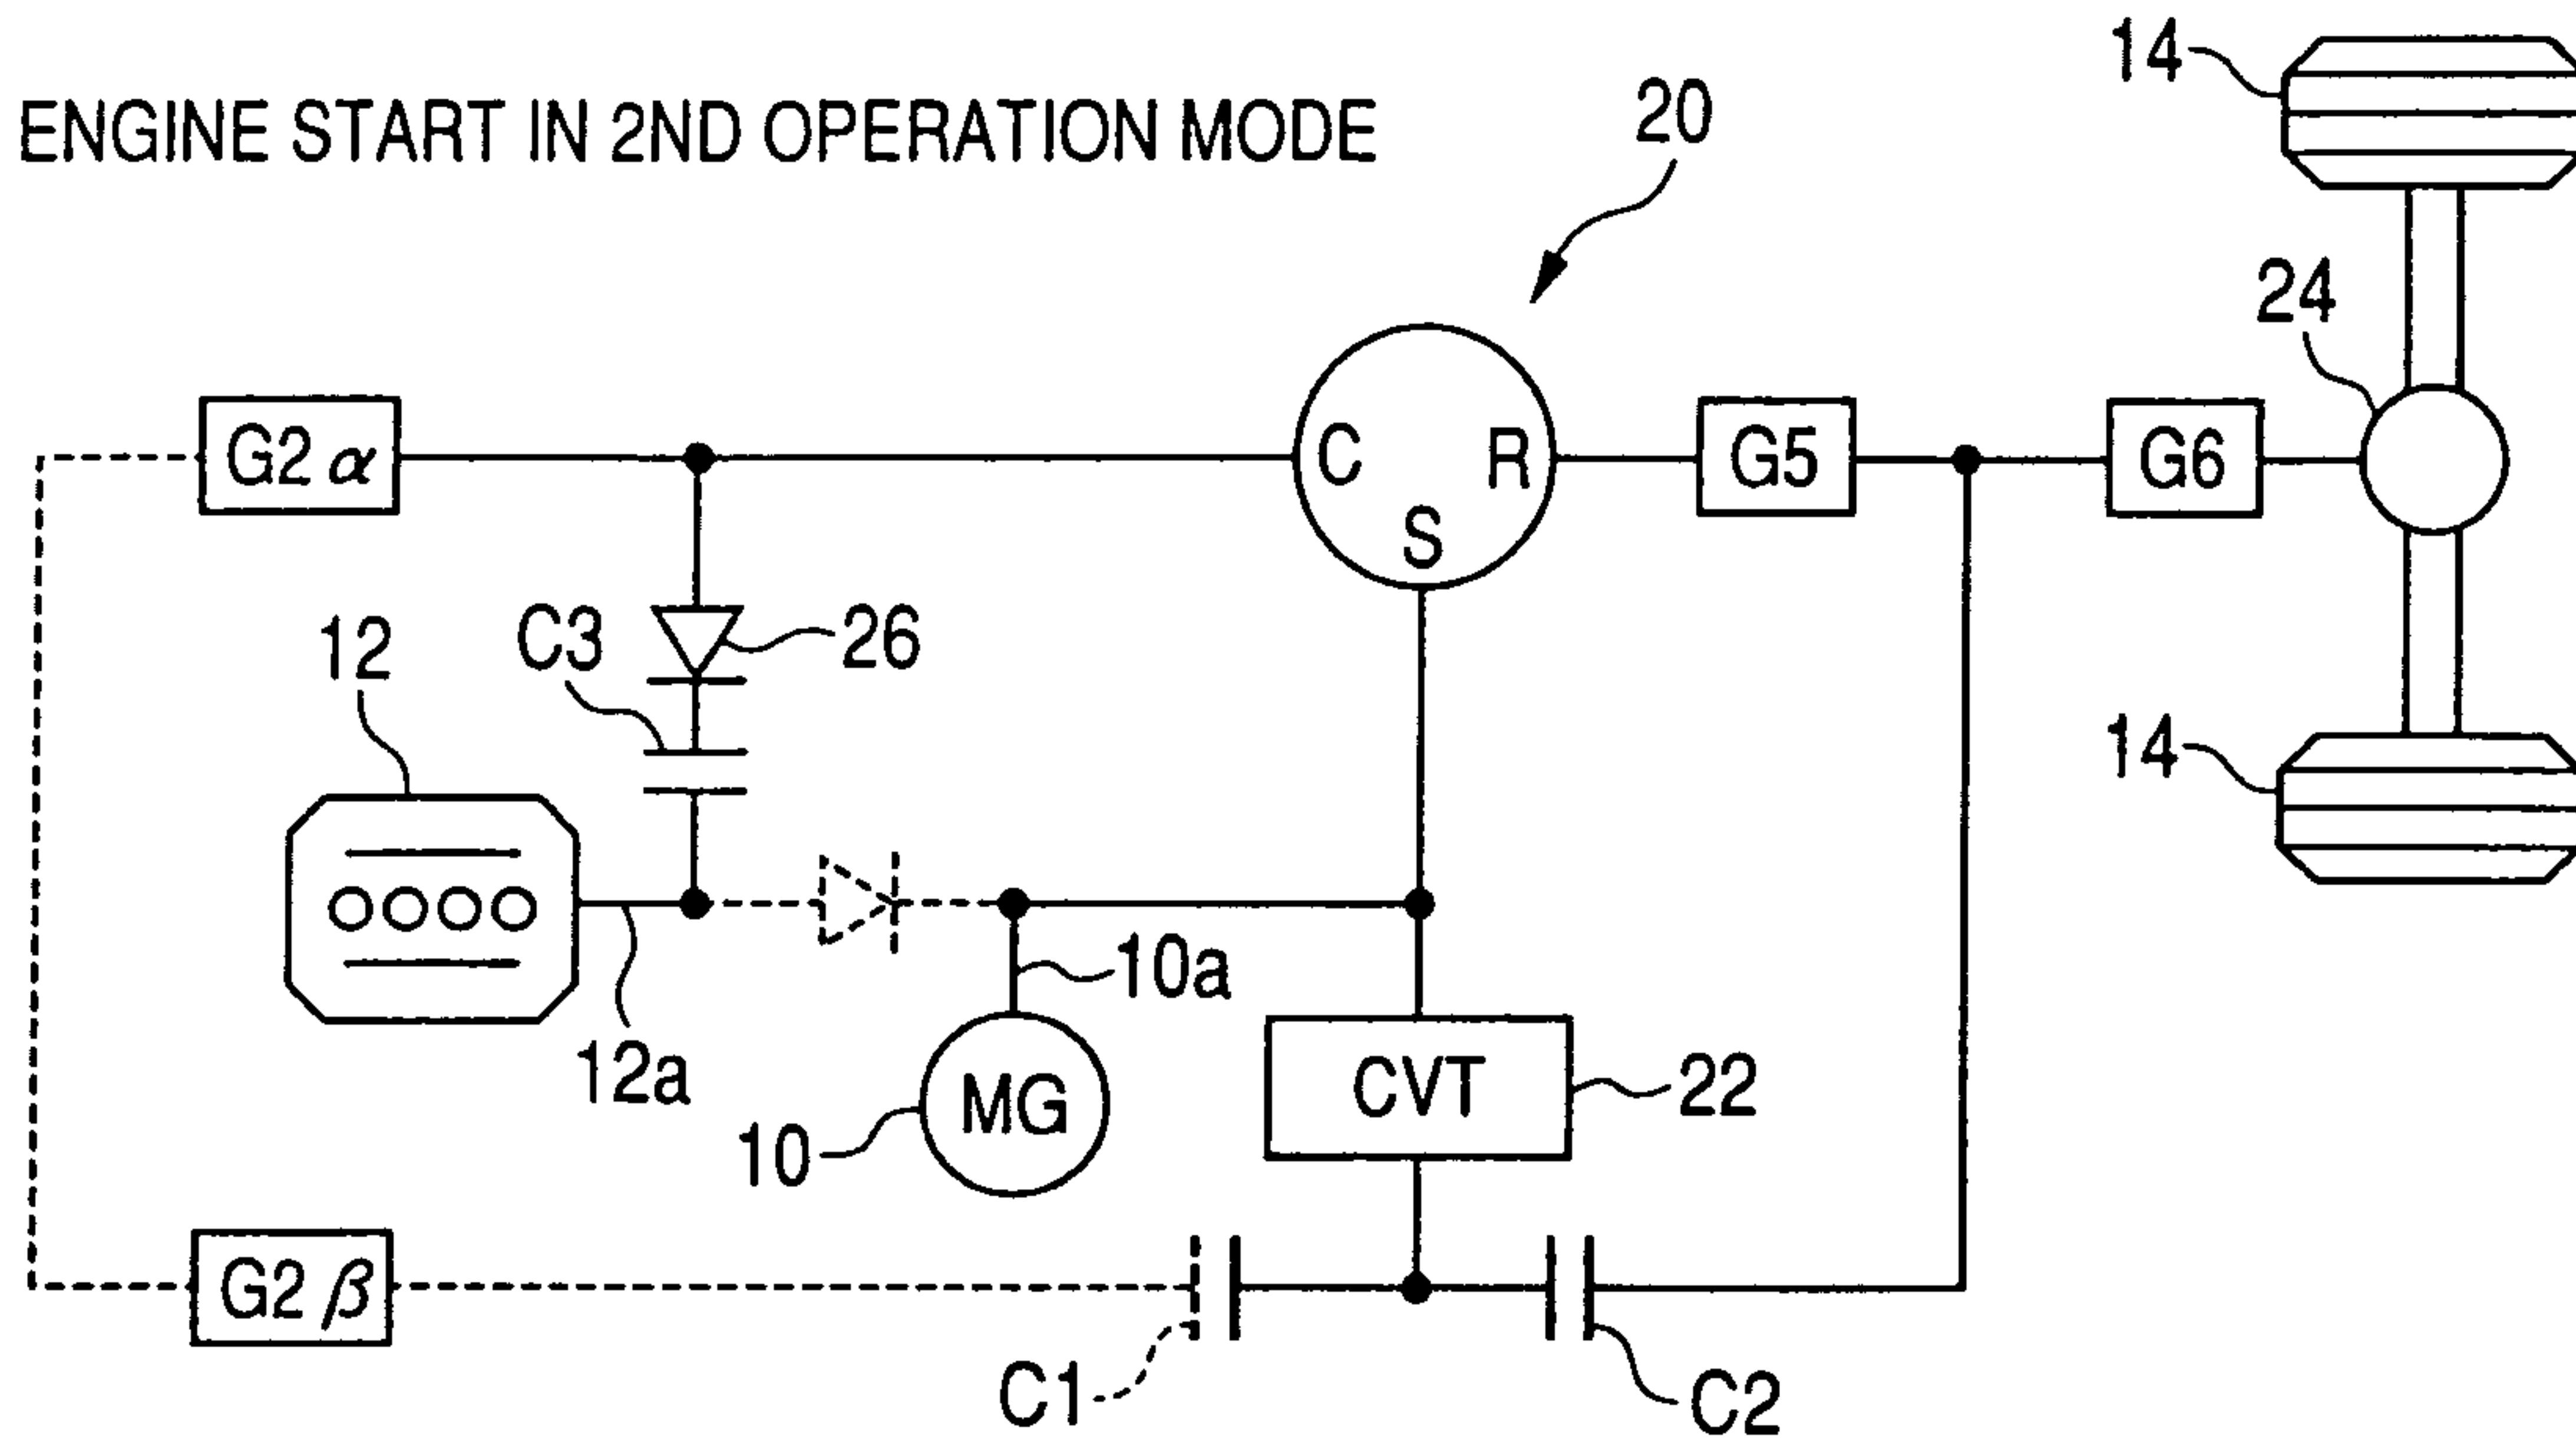 ENGINE START IN 2ND OPERATION MODE
20
14
24
G2 α
C
R
S
G5
G6
12
C3
26
14
12a
10a
10
MG
CVT
22
G2 β
C1
C2